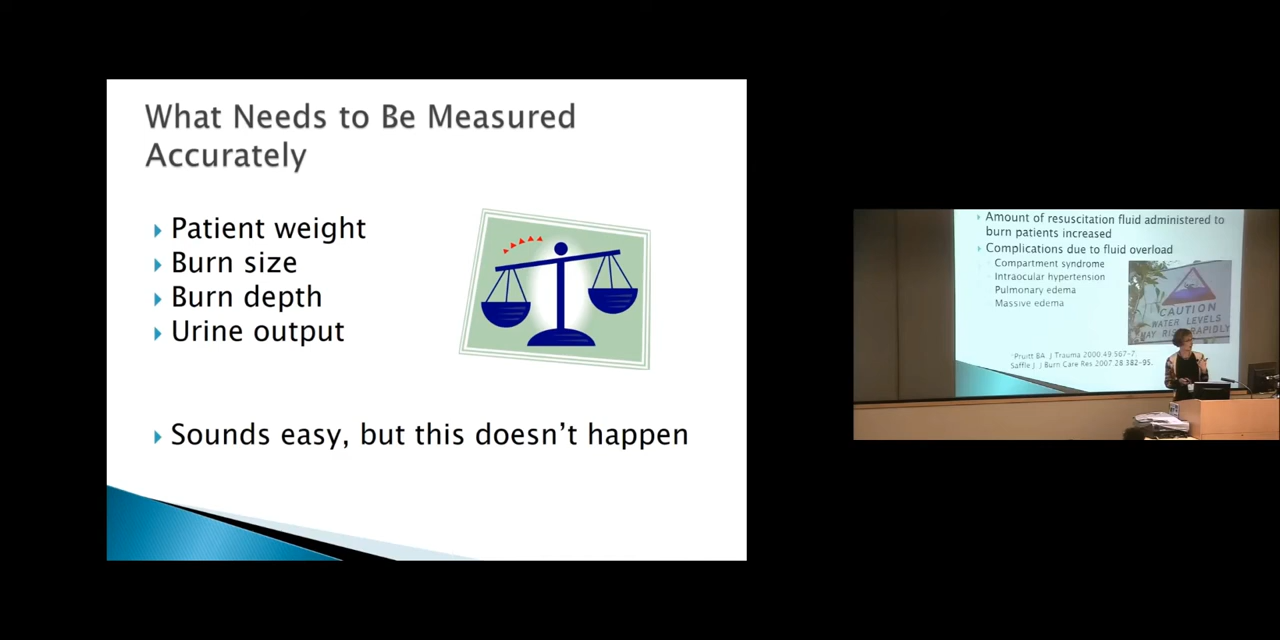 What Needs to Be Measured
Accurately
Patient weight
Burn size
Burn depth
Urine output
Sounds easy, but this doesn't happen
Amount of resuscitation fluid administered to
burn patients increased
Complications due to fluid overload
Compartment syndrome
Intraocular hypertension
Pulmonary edema
Massive edema
CAUTION
WATER LEVELS
MAY RISE RAPIDLY
Pruitt BA J Trauma 2000.49.567-7;
Saffle J J Burn Care Res 2007.28.382-95.